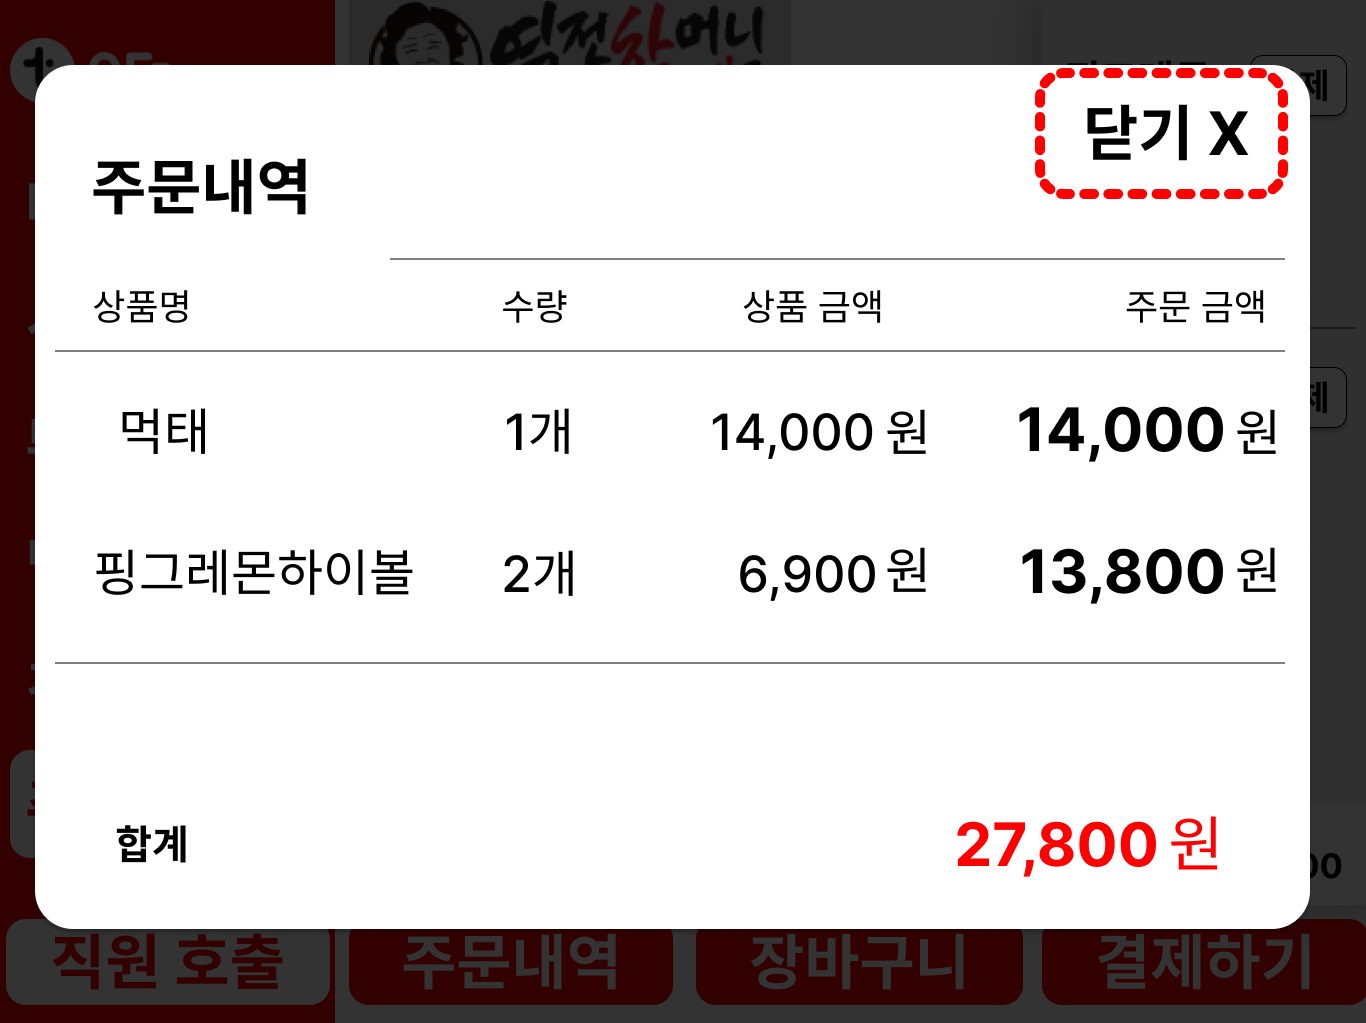 닫기 X
주문내역
상품명 수량 상품 금액 주문 금액
먹태 1개 14,000 원 14,000 원
핑그레몬하이볼 2개 6,900 원 13,800 원
합계 27,800 원
직원 호출 주문내역 장바구니 결제하기